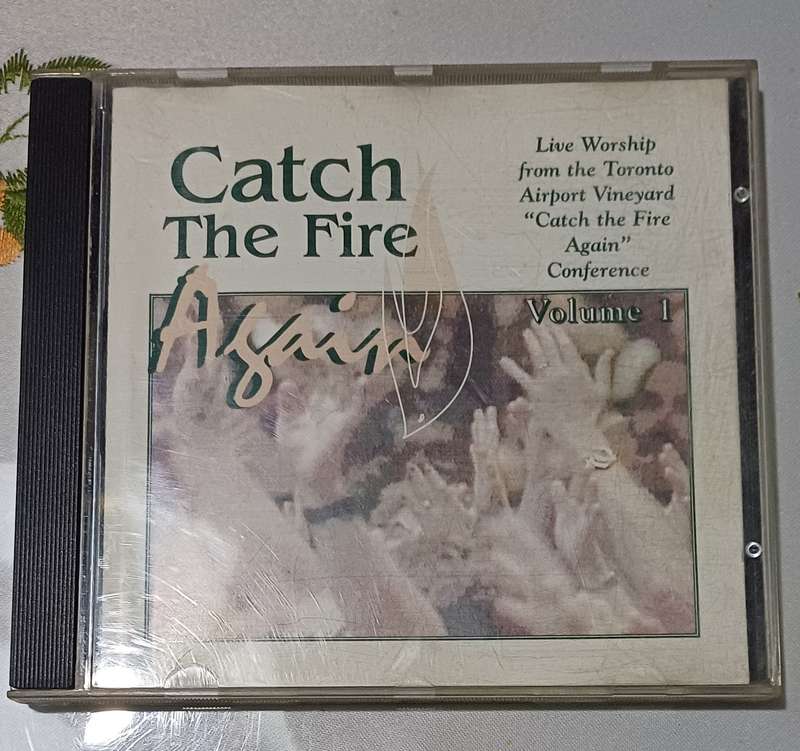 Catch
The Fire
Again
Live Worship
from the Toronto
Airport Vineyard
“Catch the Fire
Again”
Conference
Volume 1